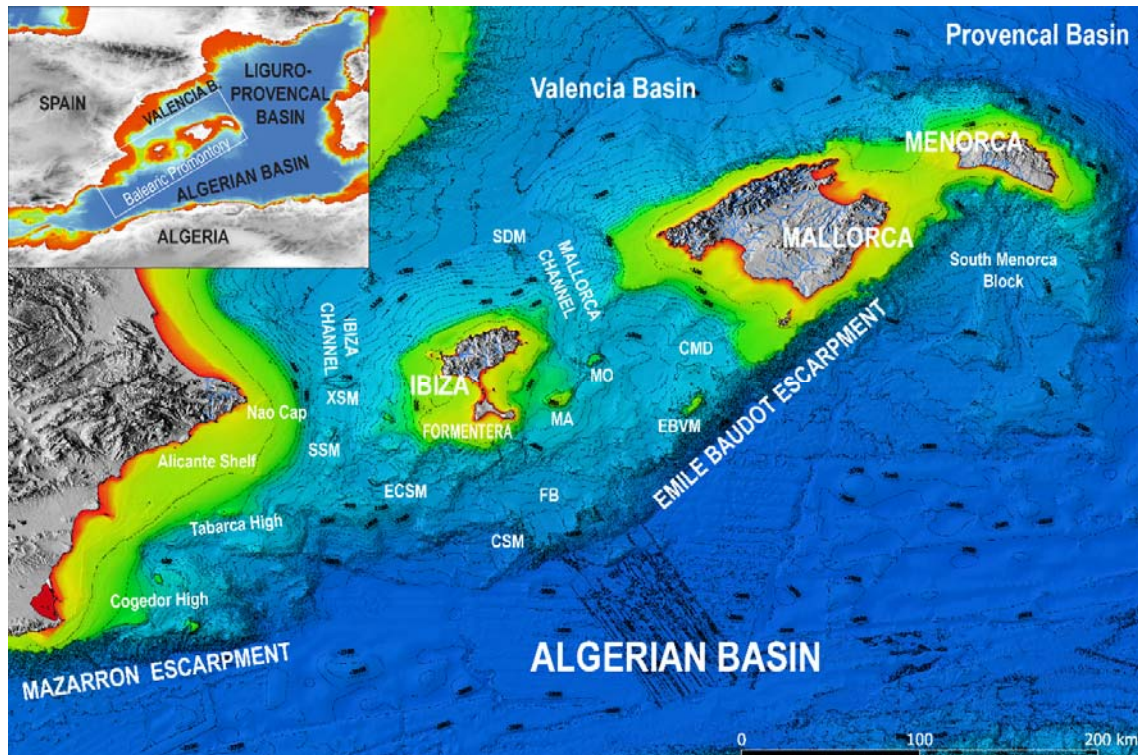 SPAIN
VALENCIA B.
LIGURO-
PROVENCAL
BASIN
Balearic Promontory
ALGERIAN BASIN
ALGERIA
Provencal Basin
Valencia Basin
MENORCA
MALLORCA
South Menorca
Block
SDM
MALLORCA
CHANNEL
IBIZA
CHANNEL
XSM
IBIZA
FORMENTERA
MO
MA
CMD
EBVM
EMILE BAUDOT ESCARPMENT
Nao Cap
SSM
Alicante Shelf
ECSM
FB
Tabarca High
CSM
Cogedor High
MAZARRON ESCARPMENT
ALGERIAN BASIN
0 100 200 km